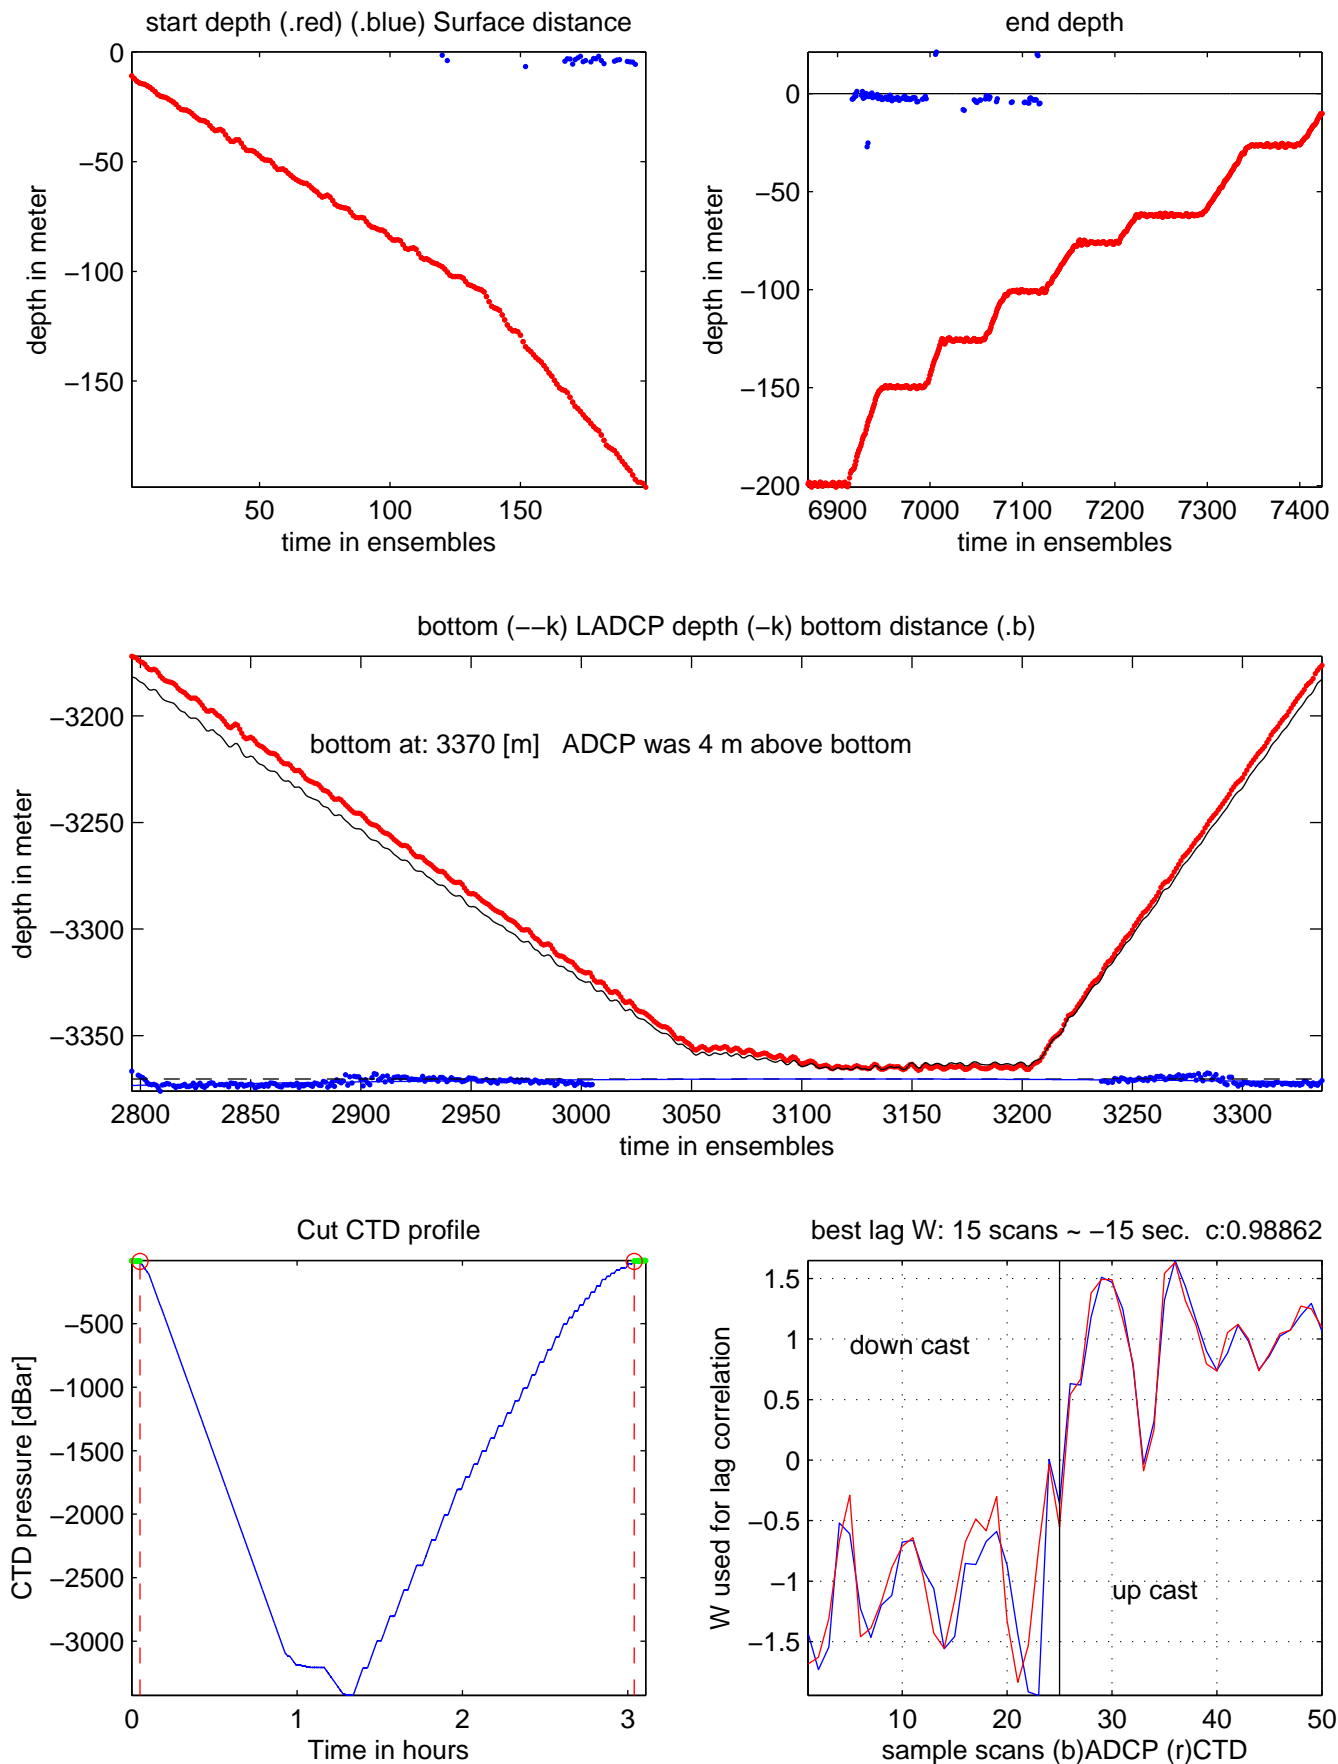 start depth (.red) (.blue) Surface distance
0
−50
−100
−150
depth in meter
50 100 150
time in ensembles
end depth
0
−50
−100
−150
−200
depth in meter
6900 7000 7100 7200 7300 7400
time in ensembles
bottom (−−k) LADCP depth (−k) bottom distance (.b)
bottom at: 3370 [m] ADCP was 4 m above bottom
−3200
−3250
−3300
−3350
depth in meter
2800 2850 2900 2950 3000 3050 3100 3150 3200 3250 3300
time in ensembles
Cut CTD profile
−500
−1000
−1500
−2000
−2500
−3000
CTD pressure [dBar]
0 1 2 3
Time in hours
best lag W: 15 scans ~ −15 sec. c:0.98862
1.5
1
0.5
0
−0.5
−1
−1.5
W used for lag correlation
down cast
up cast
10 20 30 40 50
sample scans (b)ADCP (r)CTD